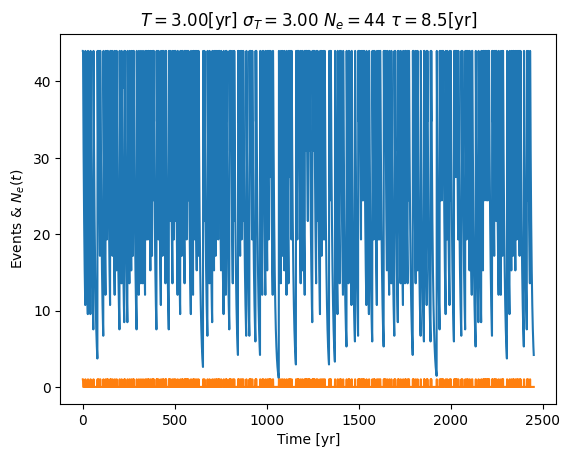 T = 3.00[yr] σ_T = 3.00 N_e = 44 τ = 8.5[yr]
Events & N_e(t)
40
30
20
10
0
0 500 1000 1500 2000 2500
Time [yr]